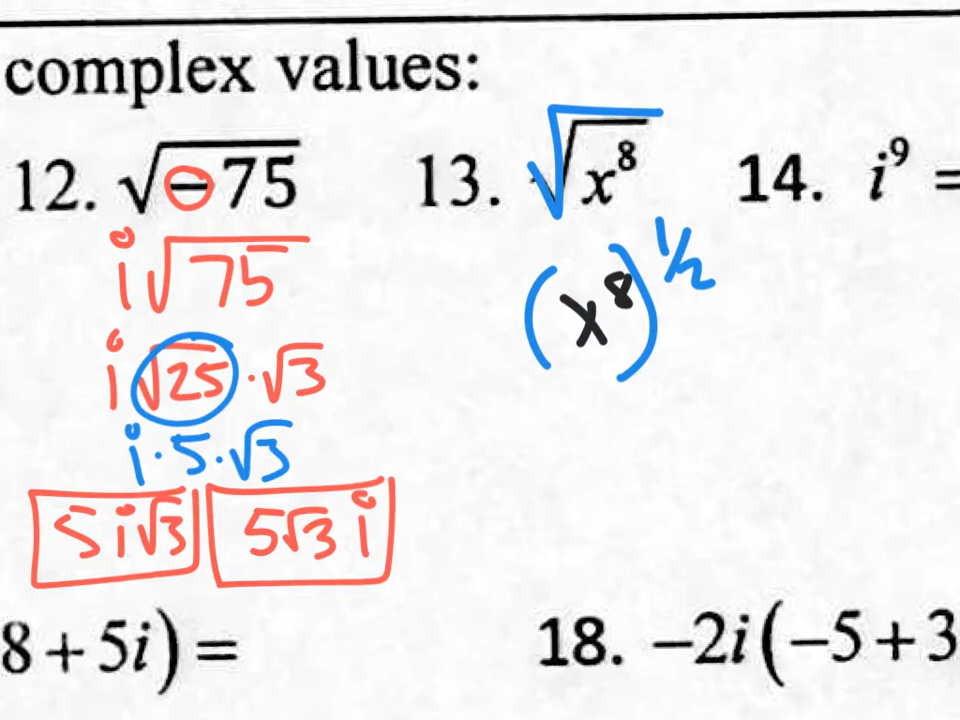 complex values:
12. √−75 13. √x⁸ 14. i⁹ =
i√75 (x⁸)^1/2
i√25 · √3
i · 5 · √3
5i√3 5√3 i
8 + 5i) = 18. −2i(−5 + 3